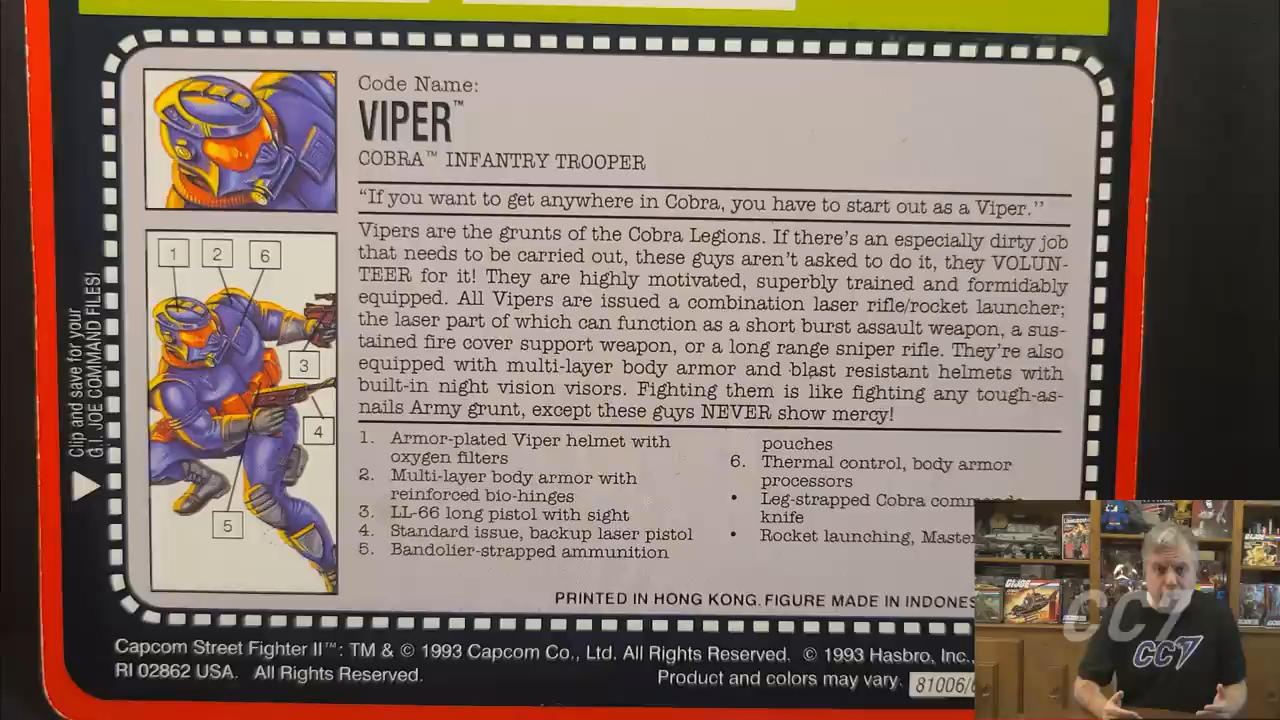 Code Name:
VIPER™
COBRA™ INFANTRY TROOPER
“If you want to get anywhere in Cobra, you have to start out as a Viper.”
Vipers are the grunts of the Cobra Legions. If there's an especially dirty job
that needs to be carried out, these guys aren't asked to do it, they VOLUN-
TEER for it! They are highly motivated, superbly trained and formidably
equipped. All Vipers are issued a combination laser rifle/rocket launcher;
the laser part of which can function as a short burst assault weapon, a sus-
tained fire cover support weapon, or a long range sniper rifle. They're also
equipped with multi-layer body armor and blast resistant helmets with
built-in night vision visors. Fighting them is like fighting any tough-as-
nails Army grunt, except these guys NEVER show mercy!
1 2 6
3
4
5
Clip and save for your
G.I. JOE COMMAND FILES!
1. Armor-plated Viper helmet with
oxygen filters
2. Multi-layer body armor with
reinforced bio-hinges
3. LL-66 long pistol with sight
4. Standard issue, backup laser pistol
5. Bandolier-strapped ammunition
pouches
6. Thermal control, body armor
processors
• Leg-strapped Cobra commando
knife
• Rocket launching, Master
PRINTED IN HONG KONG. FIGURE MADE IN INDONES
Capcom Street Fighter II™: TM & © 1993 Capcom Co., Ltd. All Rights Reserved. © 1993 Hasbro, Inc.,
RI 02862 USA. All Rights Reserved.
Product and colors may vary.
81006/
GI JOE
CC7
CC7